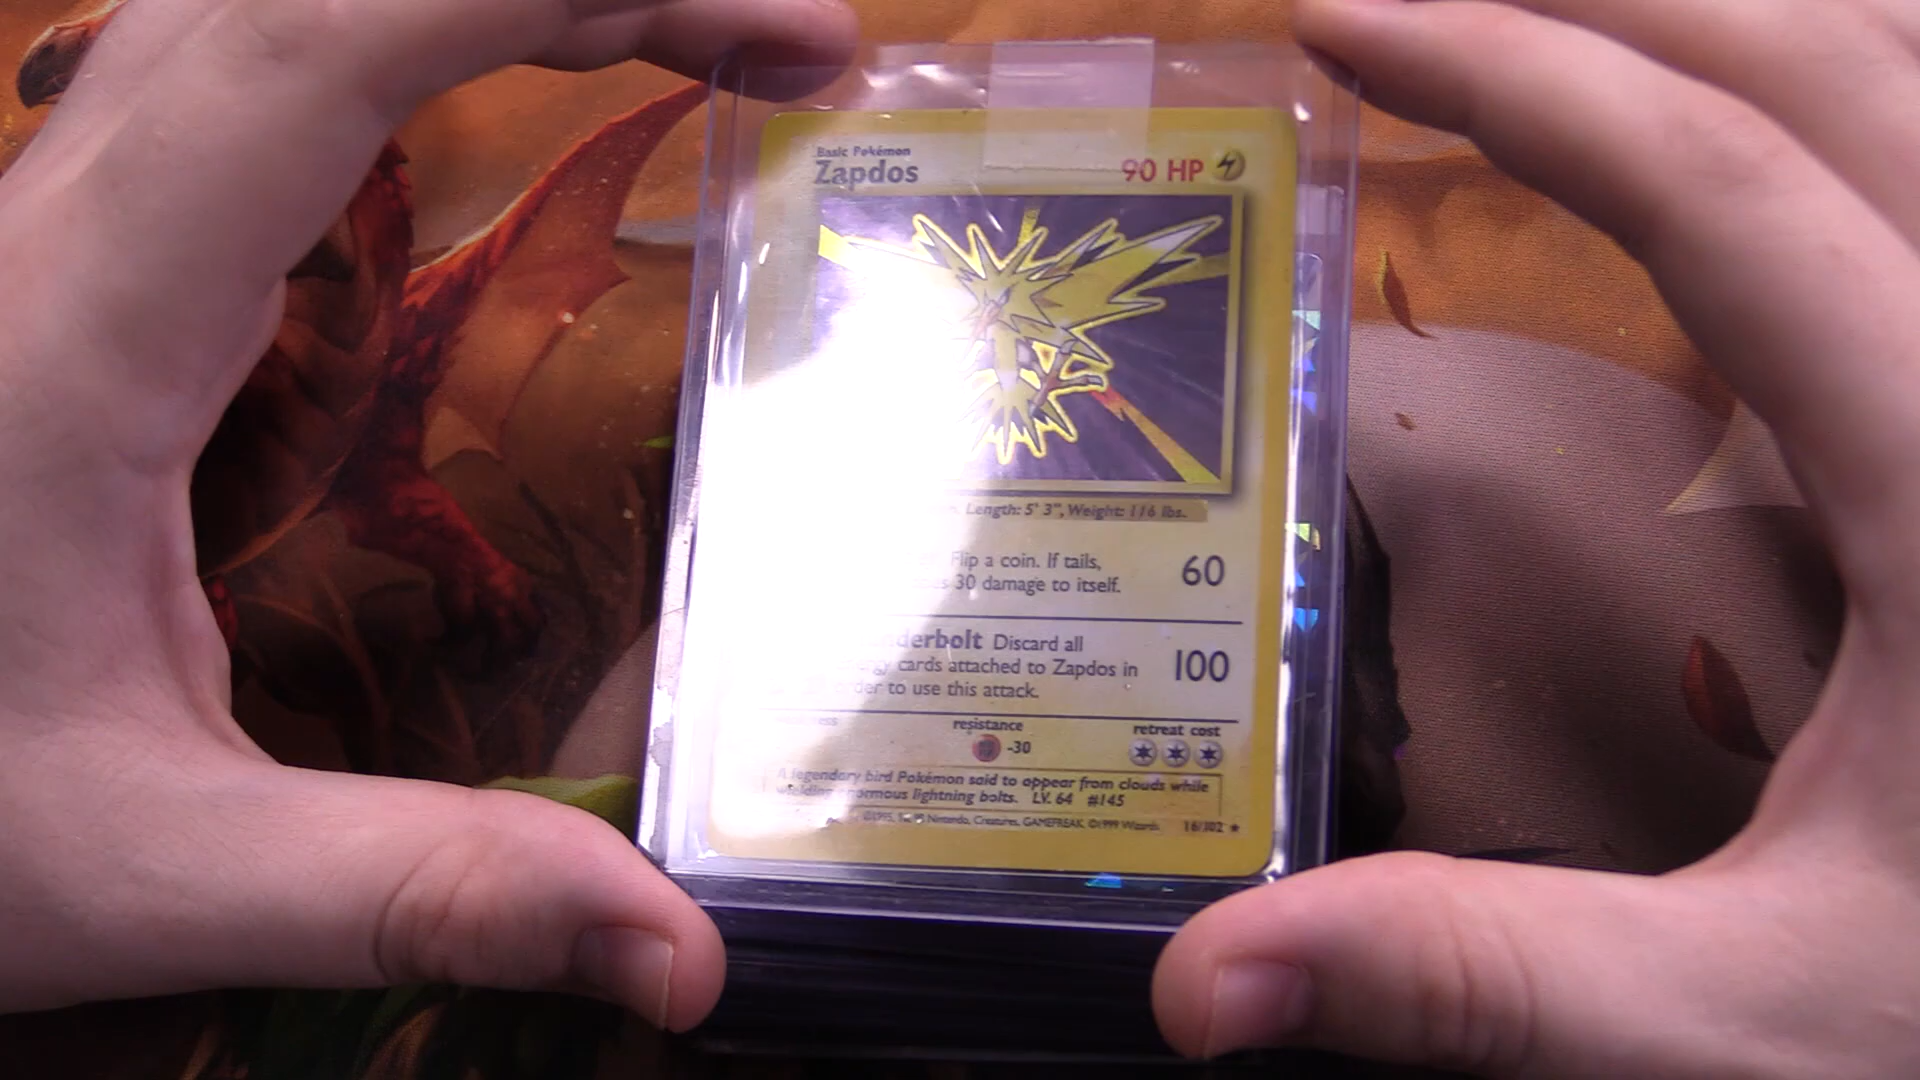 Basic Pokémon
Zapdos
90 HP
Length: 5' 3", Weight: 116 lbs.
Flip a coin. If tails,
30 damage to itself.
60
Discard all
cards attached to Zapdos in
to use this attack.
100
resistance
-30
retreat cost
A legendary bird Pokémon said to appear from clouds while
lightning bolts. LV. 64 #145
Nintendo, Creatures, GAMEFREAK. ©1999 Wizards.
16/102